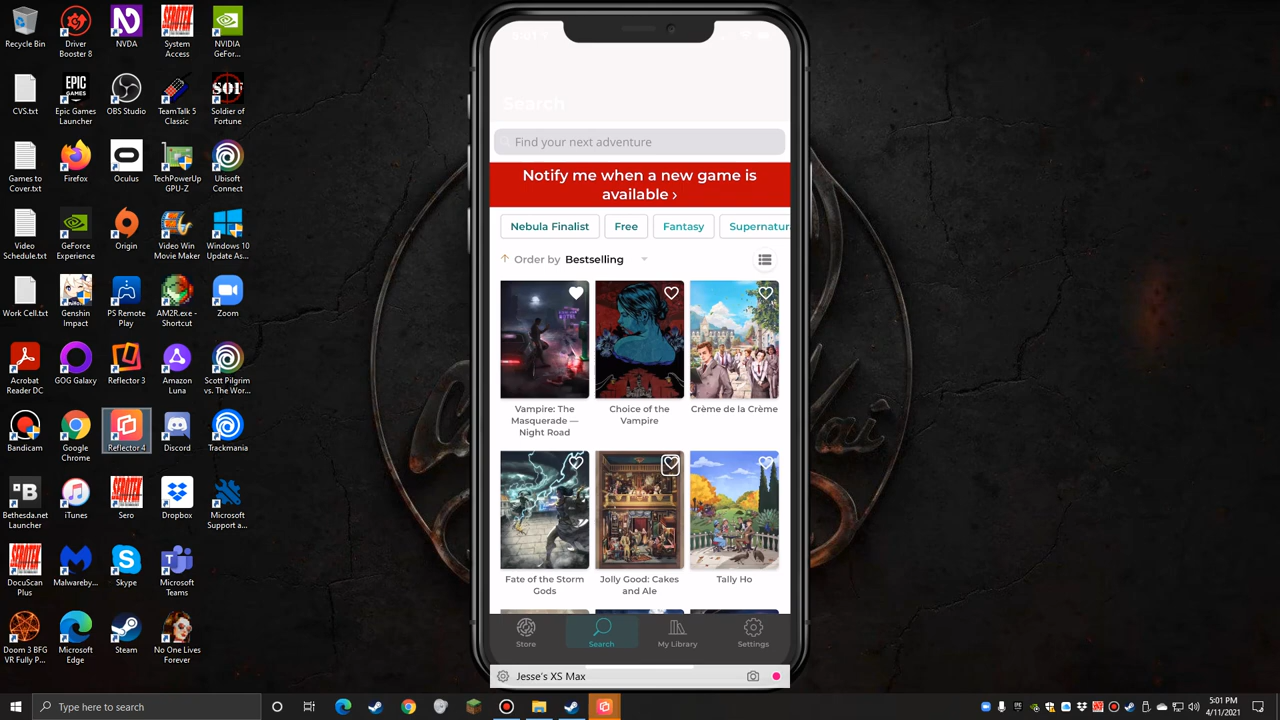 Recycle Bin
Driver Booster 8
NVDA
System Access
NVIDIA GeFor...
CVS.txt
Epic Games Launcher
OBS Studio
TeamTalk 5 Classic
Soldier of Fortune
Games to Cover.txt
Firefox
Oculus
TechPowerUp GPU-Z
Ubisoft Connect
Video Schedule.txt
GeForce Experience
Origin
Video Win Movie Maker
Windows 10 Update As...
Work Cell.txt
Genshin Impact
PS Remote Play
AM2R.exe - Shortcut
Zoom
Acrobat Reader DC
GOG Galaxy
Reflector 3
Amazon Luna
Scott Pilgrim vs. The Wor...
Bandicam
Google Chrome
Reflector 4
Discord
Trackmania
Bethesda.net Launcher
iTunes
Sero
Dropbox
Microsoft Support a...
DocuScan Plus
Malwareby...
Skype
Microsoft Teams
Doom 3 BFG VR Fully P...
Microsoft Edge
Steam
No One Lives Forever
Search
Find your next adventure
Notify me when a new game is
available ›
Nebula Finalist Free Fantasy Supernatur
Order by Bestselling
Vampire: The Masquerade — Night Road
Choice of the Vampire
Crème de la Crème
Fate of the Storm Gods
Jolly Good: Cakes and Ale
Tally Ho
Store Search My Library Settings
Jesse's XS Max
Type here to search
5:01 PM
4/11/2021